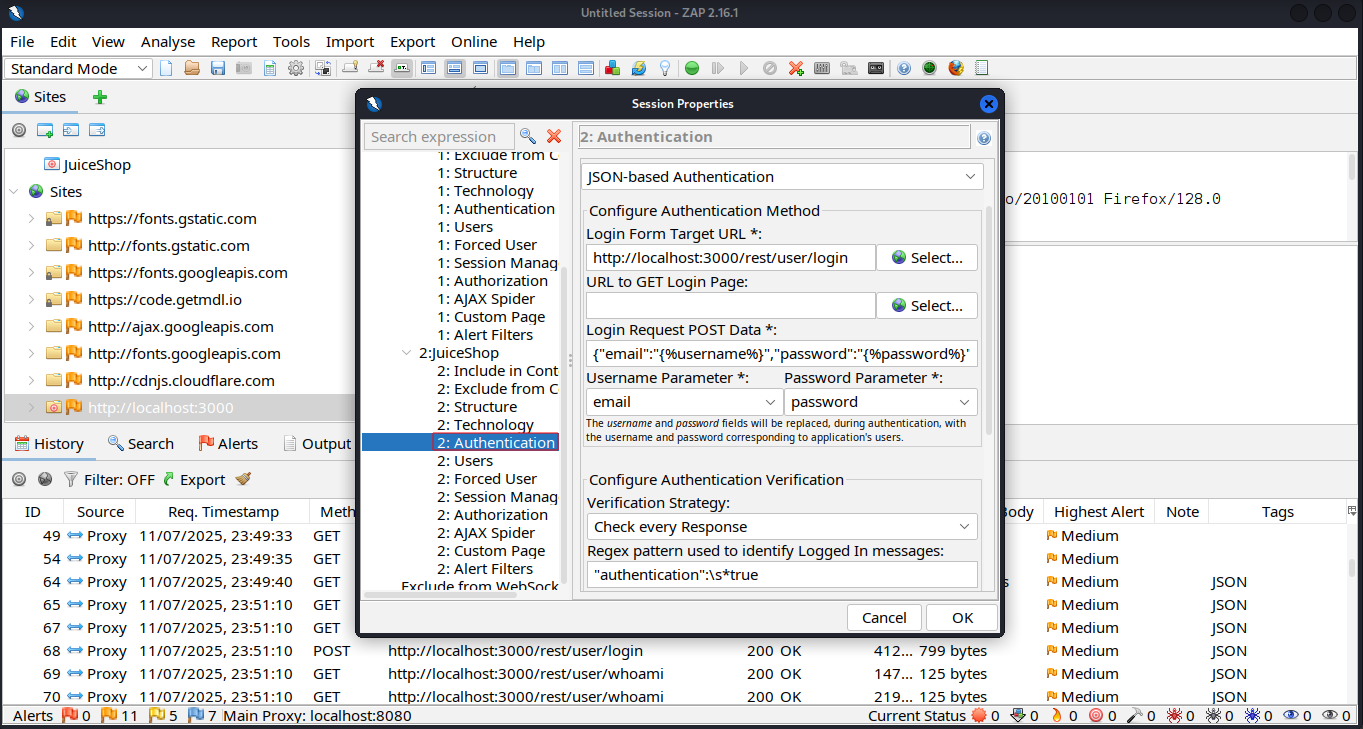 Untitled Session - ZAP 2.16.1
File Edit View Analyse Report Tools Import Export Online Help
Standard Mode
Sites
JuiceShop
Sites
https://fonts.gstatic.com
http://fonts.gstatic.com
https://fonts.googleapis.com
https://code.getmdl.io
http://ajax.googleapis.com
http://fonts.googleapis.com
http://cdnjs.cloudflare.com
http://localhost:3000
o/20100101 Firefox/128.0
Session Properties
Search expression
1: Exclude from C
1: Structure
1: Technology
1: Authentication
1: Users
1: Forced User
1: Session Manag
1: Authorization
1: AJAX Spider
1: Custom Page
1: Alert Filters
2:JuiceShop
2: Include in Cont
2: Exclude from C
2: Structure
2: Technology
2: Authentication
2: Users
2: Forced User
2: Session Manag
2: Authorization
2: AJAX Spider
2: Custom Page
2: Alert Filters
Exclude from WebSock
2: Authentication
JSON-based Authentication
Configure Authentication Method
Login Form Target URL *:
http://localhost:3000/rest/user/login Select...
URL to GET Login Page:
Select...
Login Request POST Data *:
{"email":"{%username%}","password":"{%password%}"
Username Parameter *: Password Parameter *:
email password
The username and password fields will be replaced, during authentication, with
the username and password corresponding to application's users.
Configure Authentication Verification
Verification Strategy:
Check every Response
Regex pattern used to identify Logged In messages:
"authentication":\s*true
Cancel OK
History Search Alerts Output
Filter: OFF Export
ID Source Req. Timestamp Meth ody Highest Alert Note Tags
49 Proxy 11/07/2025, 23:49:33 GET Medium
54 Proxy 11/07/2025, 23:49:35 GET Medium
64 Proxy 11/07/2025, 23:49:40 GET s Medium JSON
65 Proxy 11/07/2025, 23:51:10 GET Medium JSON
67 Proxy 11/07/2025, 23:51:10 GET Medium JSON
68 Proxy 11/07/2025, 23:51:10 POST http://localhost:3000/rest/user/login 200 OK 412... 799 bytes Medium JSON
69 Proxy 11/07/2025, 23:51:10 GET http://localhost:3000/rest/user/whoami 200 OK 147... 125 bytes Medium JSON
70 Proxy 11/07/2025, 23:51:10 GET http://localhost:3000/rest/user/whoami 200 OK 219... 125 bytes Medium JSON
Alerts 0 11 5 7 Main Proxy: localhost:8080 Current Status 0 0 0 0 0 0 0 0 0 0